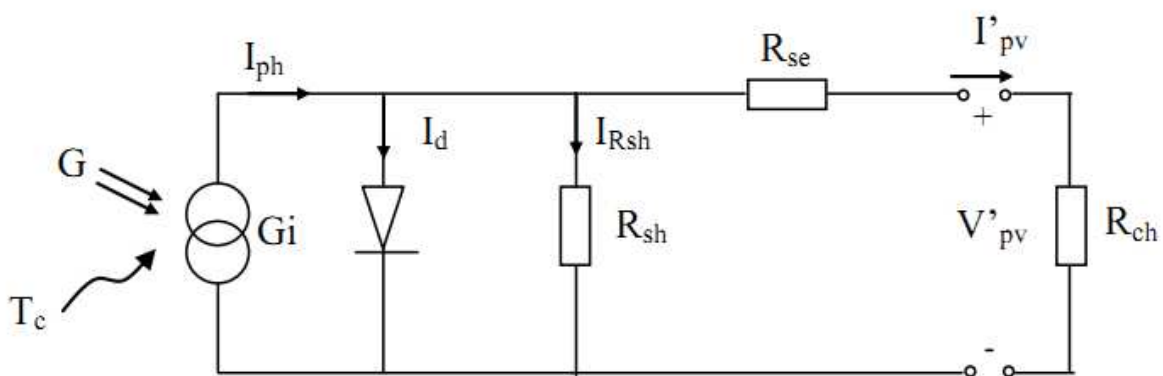 I'pv
Rse
Iph
+
Id
IRsh
G
Gi
Rsh
V'pv
Rch
Tc
-